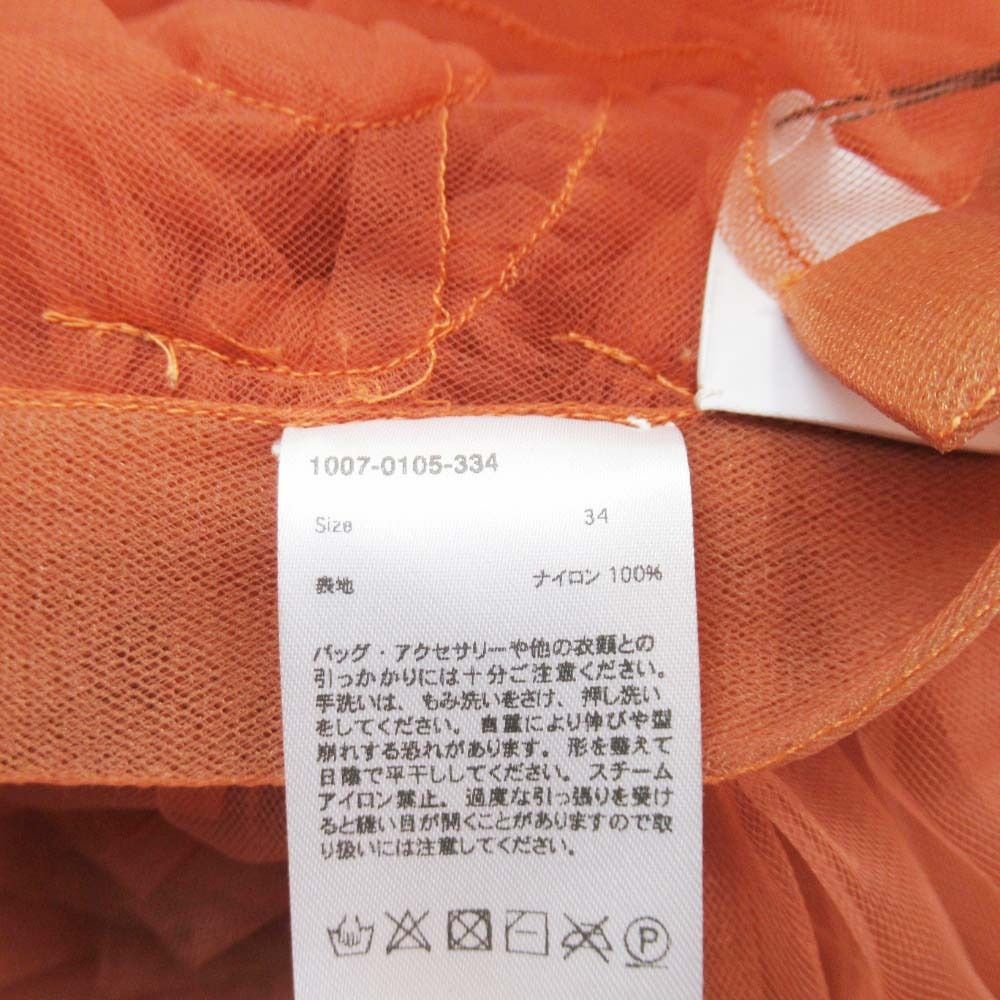 1007-0105-334
Size 34
表地 ナイロン 100%
バッグ・アクセサリーや他の衣類との
引っかかりには十分ご注意ください。
手洗いは、もみ洗いをさけ、押し洗い
をしてください。自重により伸びや型
崩れする恐れがあります。形を整えて
日陰で平干ししてください。スチーム
アイロン禁止。過度な引っ張りを受け
ると縫い目が開くことがありますので取
り扱いには注意してください。
P